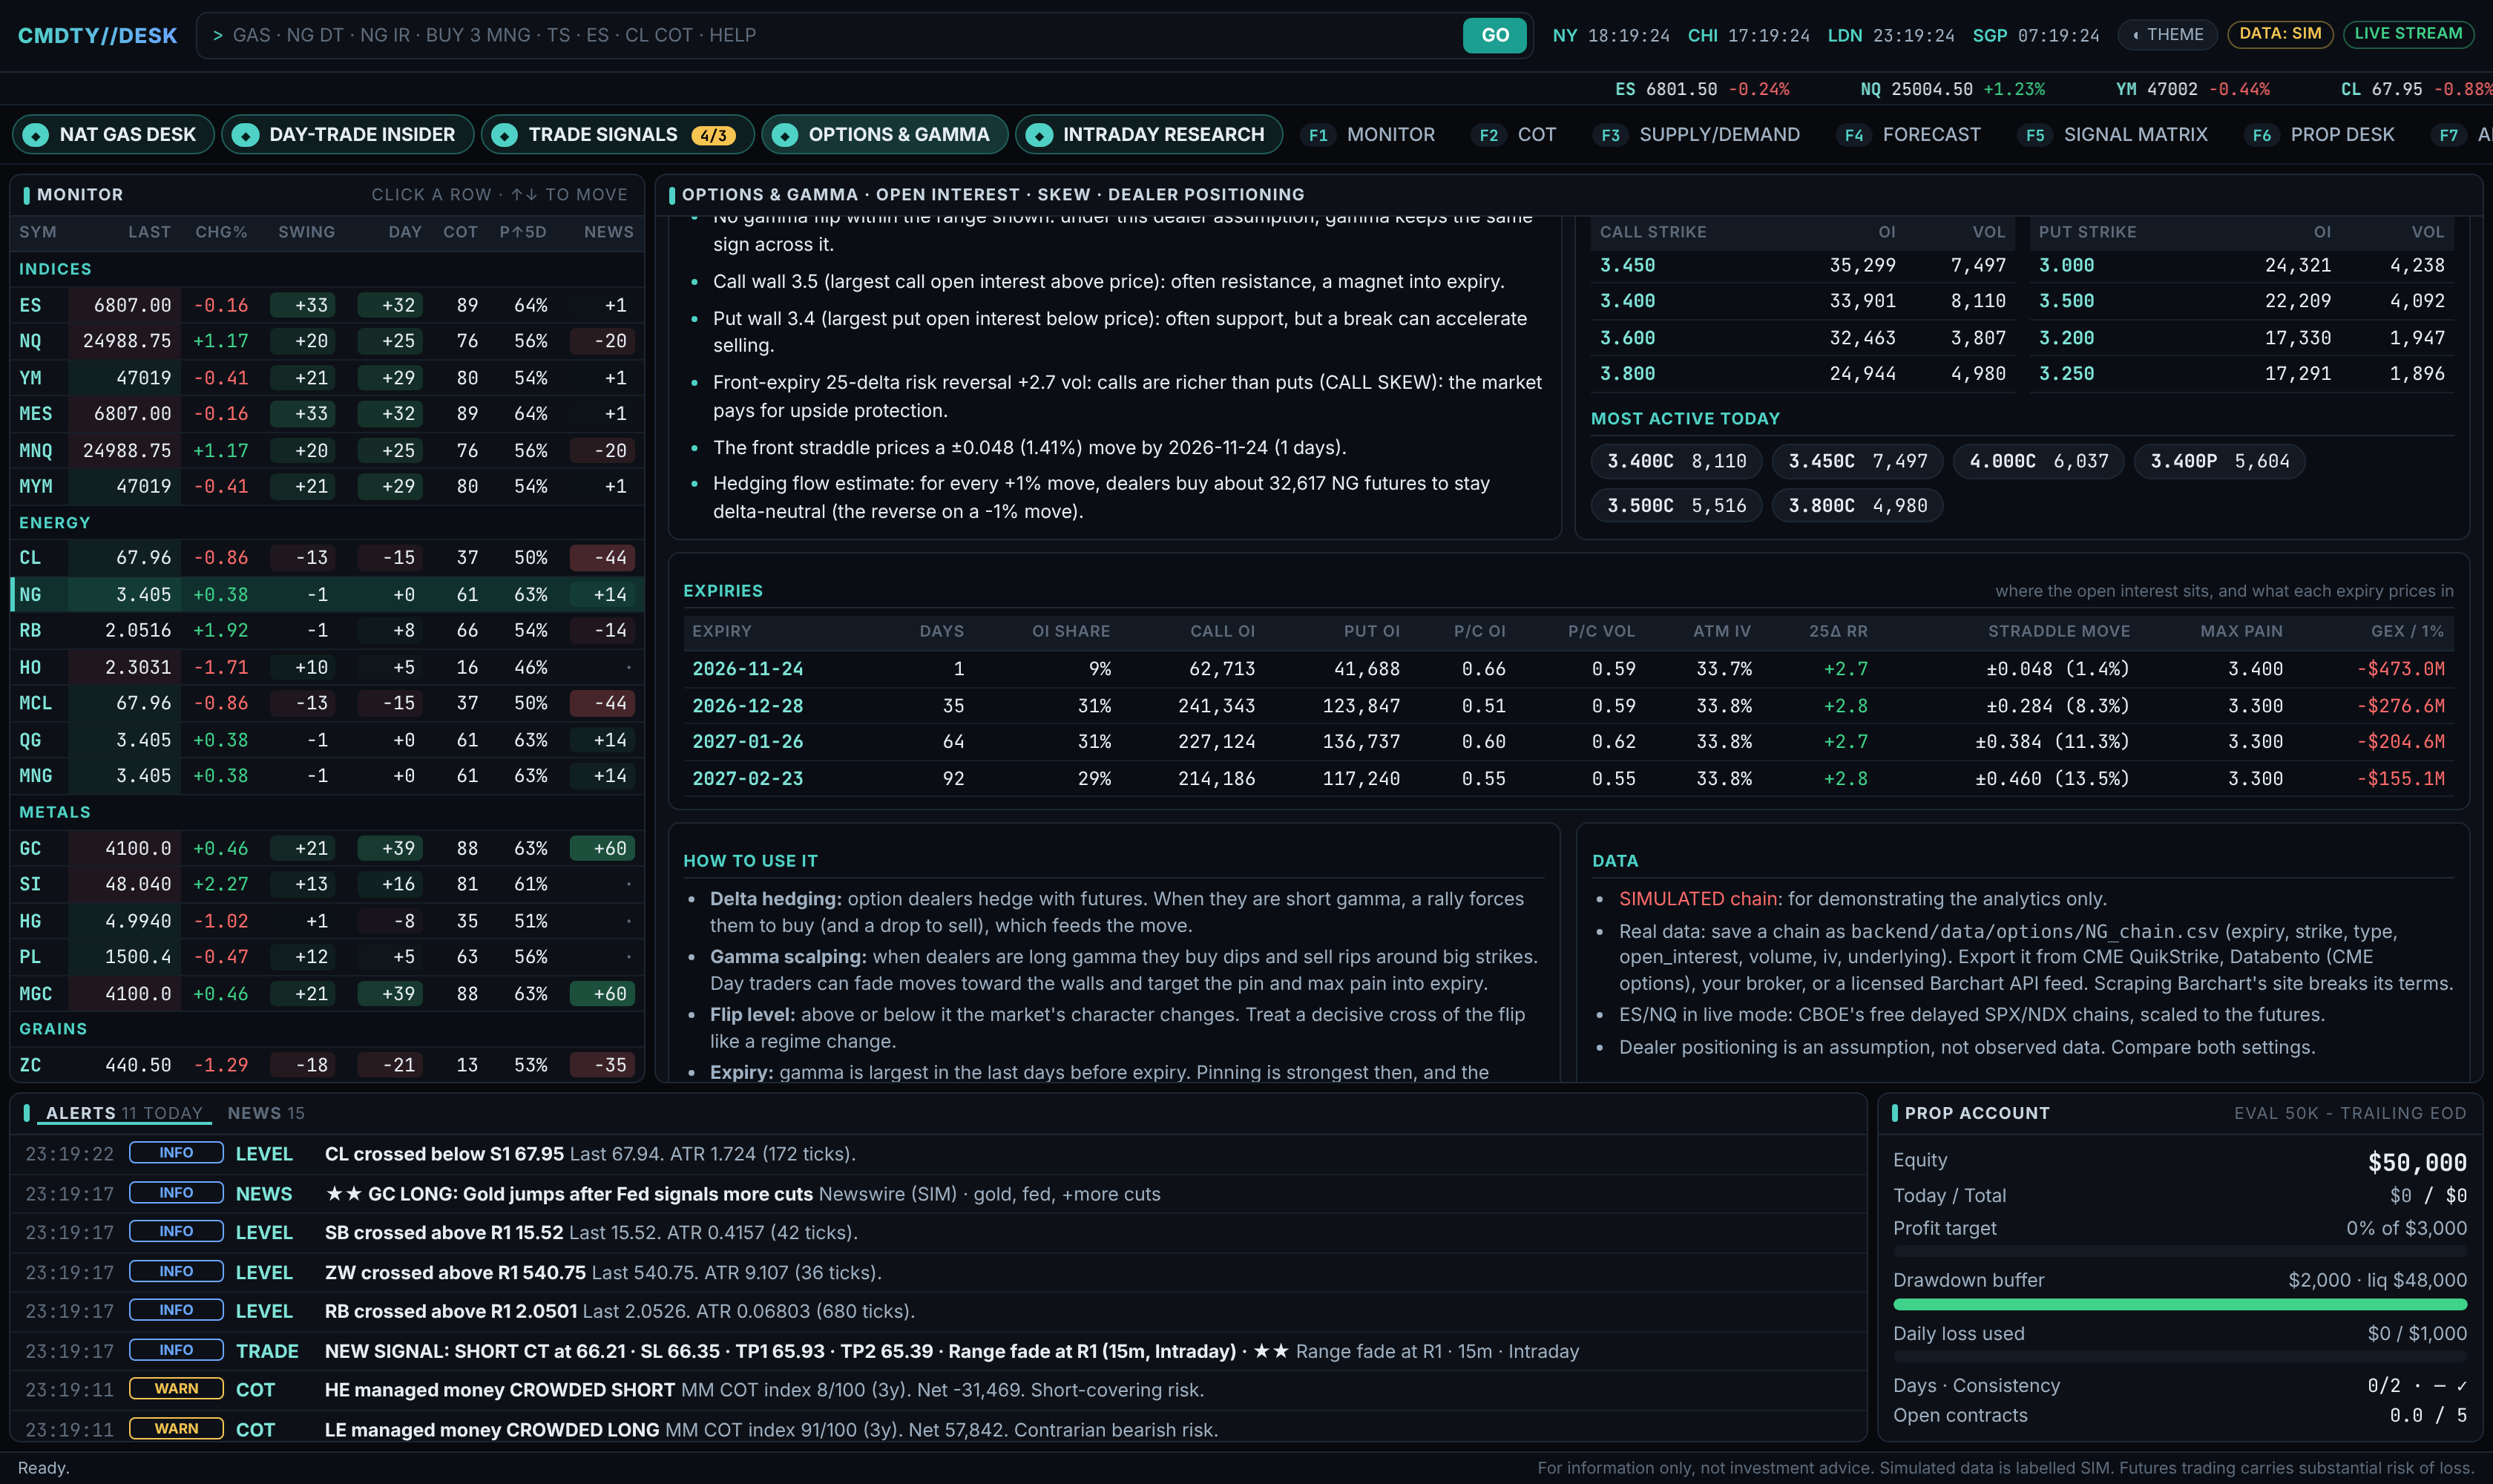 CMDTY//DESK
> GAS · NG DT · NG IR · BUY 3 MNG · TS · ES · CL COT · HELP
GO
NY 18:19:24 CHI 17:19:24 LDN 23:19:24 SGP 07:19:24
THEME
DATA: SIM
LIVE STREAM
ES 6801.50 -0.24% NQ 25004.50 +1.23% YM 47002 -0.44% CL 67.95 -0.88%
NAT GAS DESK
DAY-TRADE INSIDER
TRADE SIGNALS 4/3
OPTIONS & GAMMA
INTRADAY RESEARCH
F1 MONITOR F2 COT F3 SUPPLY/DEMAND F4 FORECAST F5 SIGNAL MATRIX F6 PROP DESK F7
MONITOR CLICK A ROW · ↑↓ TO MOVE
SYM LAST CHG% SWING DAY COT P↑5D NEWS
INDICES
ES 6807.00 -0.16 +33 +32 89 64% +1
NQ 24988.75 +1.17 +20 +25 76 56% -20
YM 47019 -0.41 +21 +29 80 54% +1
MES 6807.00 -0.16 +33 +32 89 64% +1
MNQ 24988.75 +1.17 +20 +25 76 56% -20
MYM 47019 -0.41 +21 +29 80 54% +1
ENERGY
CL 67.96 -0.86 -13 -15 37 50% -44
NG 3.405 +0.38 -1 +0 61 63% +14
RB 2.0516 +1.92 -1 +8 66 54% -14
HO 2.3031 -1.71 +10 +5 16 46% ·
MCL 67.96 -0.86 -13 -15 37 50% -44
QG 3.405 +0.38 -1 +0 61 63% +14
MNG 3.405 +0.38 -1 +0 61 63% +14
METALS
GC 4100.0 +0.46 +21 +39 88 63% +60
SI 48.040 +2.27 +13 +16 81 61% ·
HG 4.9940 -1.02 +1 -8 35 51% ·
PL 1500.4 -0.47 +12 +5 63 56% ·
MGC 4100.0 +0.46 +21 +39 88 63% +60
GRAINS
ZC 440.50 -1.29 -18 -21 13 53% -35
OPTIONS & GAMMA · OPEN INTEREST · SKEW · DEALER POSITIONING
No gamma flip within the range shown: under this dealer assumption, gamma keeps the same
sign across it.
Call wall 3.5 (largest call open interest above price): often resistance, a magnet into expiry.
Put wall 3.4 (largest put open interest below price): often support, but a break can accelerate
selling.
Front-expiry 25-delta risk reversal +2.7 vol: calls are richer than puts (CALL SKEW): the market
pays for upside protection.
The front straddle prices a ±0.048 (1.41%) move by 2026-11-24 (1 days).
Hedging flow estimate: for every +1% move, dealers buy about 32,617 NG futures to stay
delta-neutral (the reverse on a -1% move).
CALL STRIKE OI VOL PUT STRIKE OI VOL
3.450 35,299 7,497 3.000 24,321 4,238
3.400 33,901 8,110 3.500 22,209 4,092
3.600 32,463 3,807 3.200 17,330 1,947
3.800 24,944 4,980 3.250 17,291 1,896
MOST ACTIVE TODAY
3.400C 8,110 3.450C 7,497 4.000C 6,037 3.400P 5,604
3.500C 5,516 3.800C 4,980
EXPIRIES where the open interest sits, and what each expiry prices in
EXPIRY DAYS OI SHARE CALL OI PUT OI P/C OI P/C VOL ATM IV 25Δ RR STRADDLE MOVE MAX PAIN GEX / 1%
2026-11-24 1 9% 62,713 41,688 0.66 0.59 33.7% +2.7 ±0.048 (1.4%) 3.400 -$473.0M
2026-12-28 35 31% 241,343 123,847 0.51 0.59 33.8% +2.8 ±0.284 (8.3%) 3.300 -$276.6M
2027-01-26 64 31% 227,124 136,737 0.60 0.62 33.8% +2.7 ±0.384 (11.3%) 3.300 -$204.6M
2027-02-23 92 29% 214,186 117,240 0.55 0.55 33.8% +2.8 ±0.460 (13.5%) 3.300 -$155.1M
HOW TO USE IT
Delta hedging: option dealers hedge with futures. When they are short gamma, a rally forces
them to buy (and a drop to sell), which feeds the move.
Gamma scalping: when dealers are long gamma they buy dips and sell rips around big strikes.
Day traders can fade moves toward the walls and target the pin and max pain into expiry.
Flip level: above or below it the market's character changes. Treat a decisive cross of the flip
like a regime change.
Expiry: gamma is largest in the last days before expiry. Pinning is strongest then, and the
DATA
SIMULATED chain: for demonstrating the analytics only.
Real data: save a chain as backend/data/options/NG_chain.csv (expiry, strike, type,
open_interest, volume, iv, underlying). Export it from CME QuikStrike, Databento (CME
options), your broker, or a licensed Barchart API feed. Scraping Barchart's site breaks its terms.
ES/NQ in live mode: CBOE's free delayed SPX/NDX chains, scaled to the futures.
Dealer positioning is an assumption, not observed data. Compare both settings.
ALERTS 11 TODAY NEWS 15
23:19:22 INFO LEVEL CL crossed below S1 67.95 Last 67.94. ATR 1.724 (172 ticks).
23:19:17 INFO NEWS ★★ GC LONG: Gold jumps after Fed signals more cuts Newswire (SIM) · gold, fed, +more cuts
23:19:17 INFO LEVEL SB crossed above R1 15.52 Last 15.52. ATR 0.4157 (42 ticks).
23:19:17 INFO LEVEL ZW crossed above R1 540.75 Last 540.75. ATR 9.107 (36 ticks).
23:19:17 INFO LEVEL RB crossed above R1 2.0501 Last 2.0526. ATR 0.06803 (680 ticks).
23:19:17 INFO TRADE NEW SIGNAL: SHORT CT at 66.21 · SL 66.35 · TP1 65.93 · TP2 65.39 · Range fade at R1 (15m, Intraday) · ★★ Range fade at R1 · 15m · Intraday
23:19:11 WARN COT HE managed money CROWDED SHORT MM COT index 8/100 (3y). Net -31,469. Short-covering risk.
23:19:11 WARN COT LE managed money CROWDED LONG MM COT index 91/100 (3y). Net 57,842. Contrarian bearish risk.
PROP ACCOUNT EVAL 50K - TRAILING EOD
Equity $50,000
Today / Total $0 / $0
Profit target 0% of $3,000
Drawdown buffer $2,000 · liq $48,000
Daily loss used $0 / $1,000
Days · Consistency 0/2 · — ✓
Open contracts 0.0 / 5
Ready.
For information only, not investment advice. Simulated data is labelled SIM. Futures trading carries substantial risk of loss.